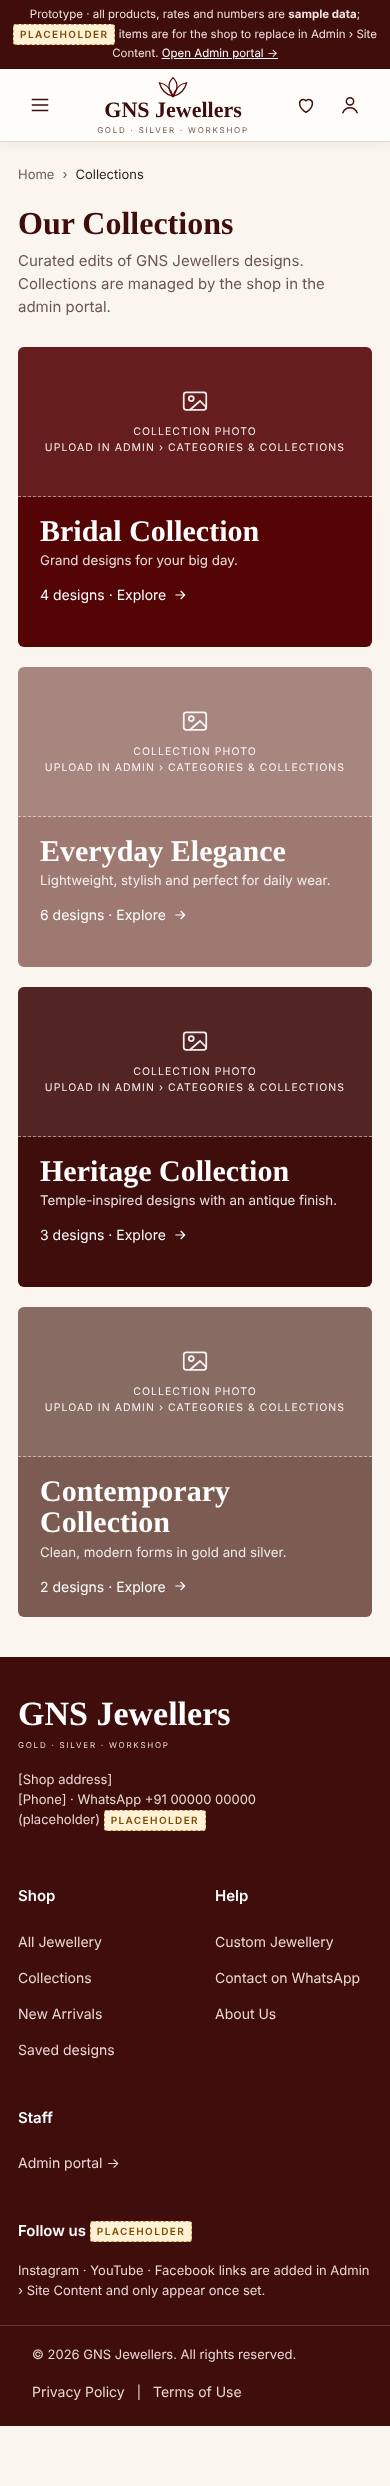 Prototype · all products, rates and numbers are sample data;
PLACEHOLDER items are for the shop to replace in Admin › Site
Content. Open Admin portal →
GNS Jewellers
GOLD · SILVER · WORKSHOP
Home › Collections
Our Collections
Curated edits of GNS Jewellers designs.
Collections are managed by the shop in the
admin portal.
COLLECTION PHOTO
UPLOAD IN ADMIN › CATEGORIES & COLLECTIONS
Bridal Collection
Grand designs for your big day.
4 designs · Explore →
COLLECTION PHOTO
UPLOAD IN ADMIN › CATEGORIES & COLLECTIONS
Everyday Elegance
Lightweight, stylish and perfect for daily wear.
6 designs · Explore →
COLLECTION PHOTO
UPLOAD IN ADMIN › CATEGORIES & COLLECTIONS
Heritage Collection
Temple-inspired designs with an antique finish.
3 designs · Explore →
COLLECTION PHOTO
UPLOAD IN ADMIN › CATEGORIES & COLLECTIONS
Contemporary
Collection
Clean, modern forms in gold and silver.
2 designs · Explore →
GNS Jewellers
GOLD · SILVER · WORKSHOP
[Shop address]
[Phone] · WhatsApp +91 00000 00000
(placeholder) PLACEHOLDER
Shop
All Jewellery
Collections
New Arrivals
Saved designs
Help
Custom Jewellery
Contact on WhatsApp
About Us
Staff
Admin portal →
Follow us PLACEHOLDER
Instagram · YouTube · Facebook links are added in Admin
› Site Content and only appear once set.
© 2026 GNS Jewellers. All rights reserved.
Privacy Policy | Terms of Use